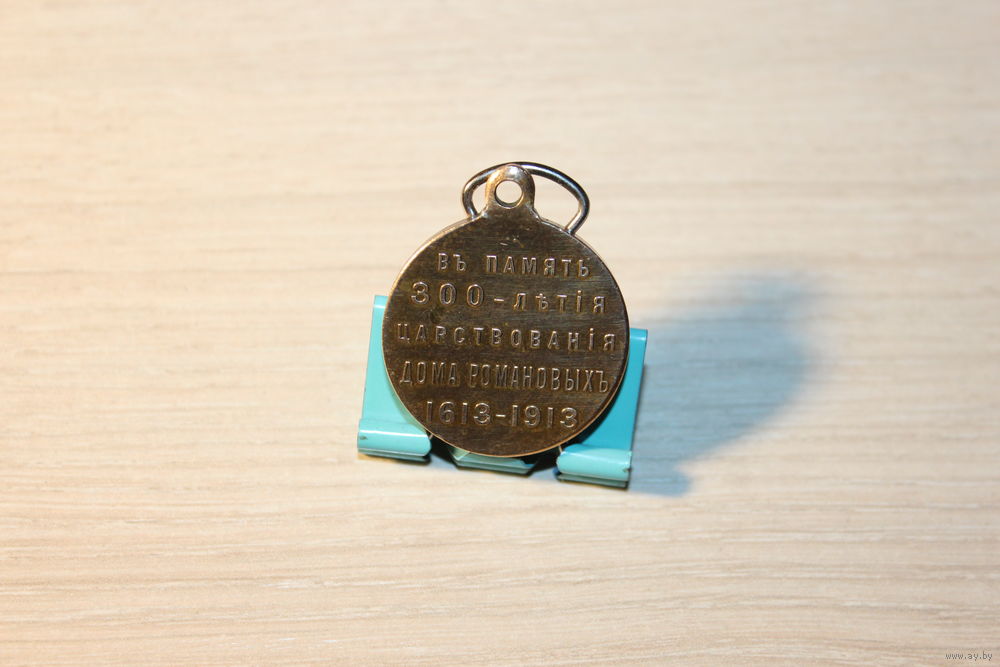 ВЪ ПАМЯТЬ
300-ЛѢТІЯ
ЦАРСТВОВАНІЯ
ДОМА РОМАНОВЫХЪ
1613-1913
www.ay.by